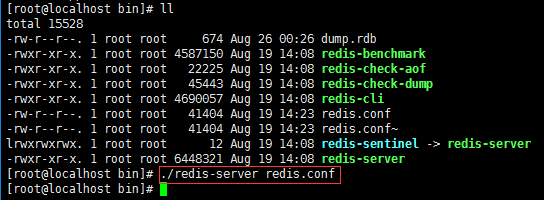 [root@localhost bin]# ll
total 15528
-rw-r--r--. 1 root root     674 Aug 26 00:26 dump.rdb
-rwxr-xr-x. 1 root root 4587150 Aug 19 14:08 redis-benchmark
-rwxr-xr-x. 1 root root   22225 Aug 19 14:08 redis-check-aof
-rwxr-xr-x. 1 root root   45443 Aug 19 14:08 redis-check-dump
-rwxr-xr-x. 1 root root 4690057 Aug 19 14:08 redis-cli
-rw-r--r--. 1 root root   41404 Aug 19 14:23 redis.conf
-rw-r--r--. 1 root root   41404 Aug 19 14:23 redis.conf~
lrwxrwxrwx. 1 root root      12 Aug 19 14:08 redis-sentinel -> redis-server
-rwxr-xr-x. 1 root root 6448321 Aug 19 14:08 redis-server
[root@localhost bin]# ./redis-server redis.conf
[root@localhost bin]#